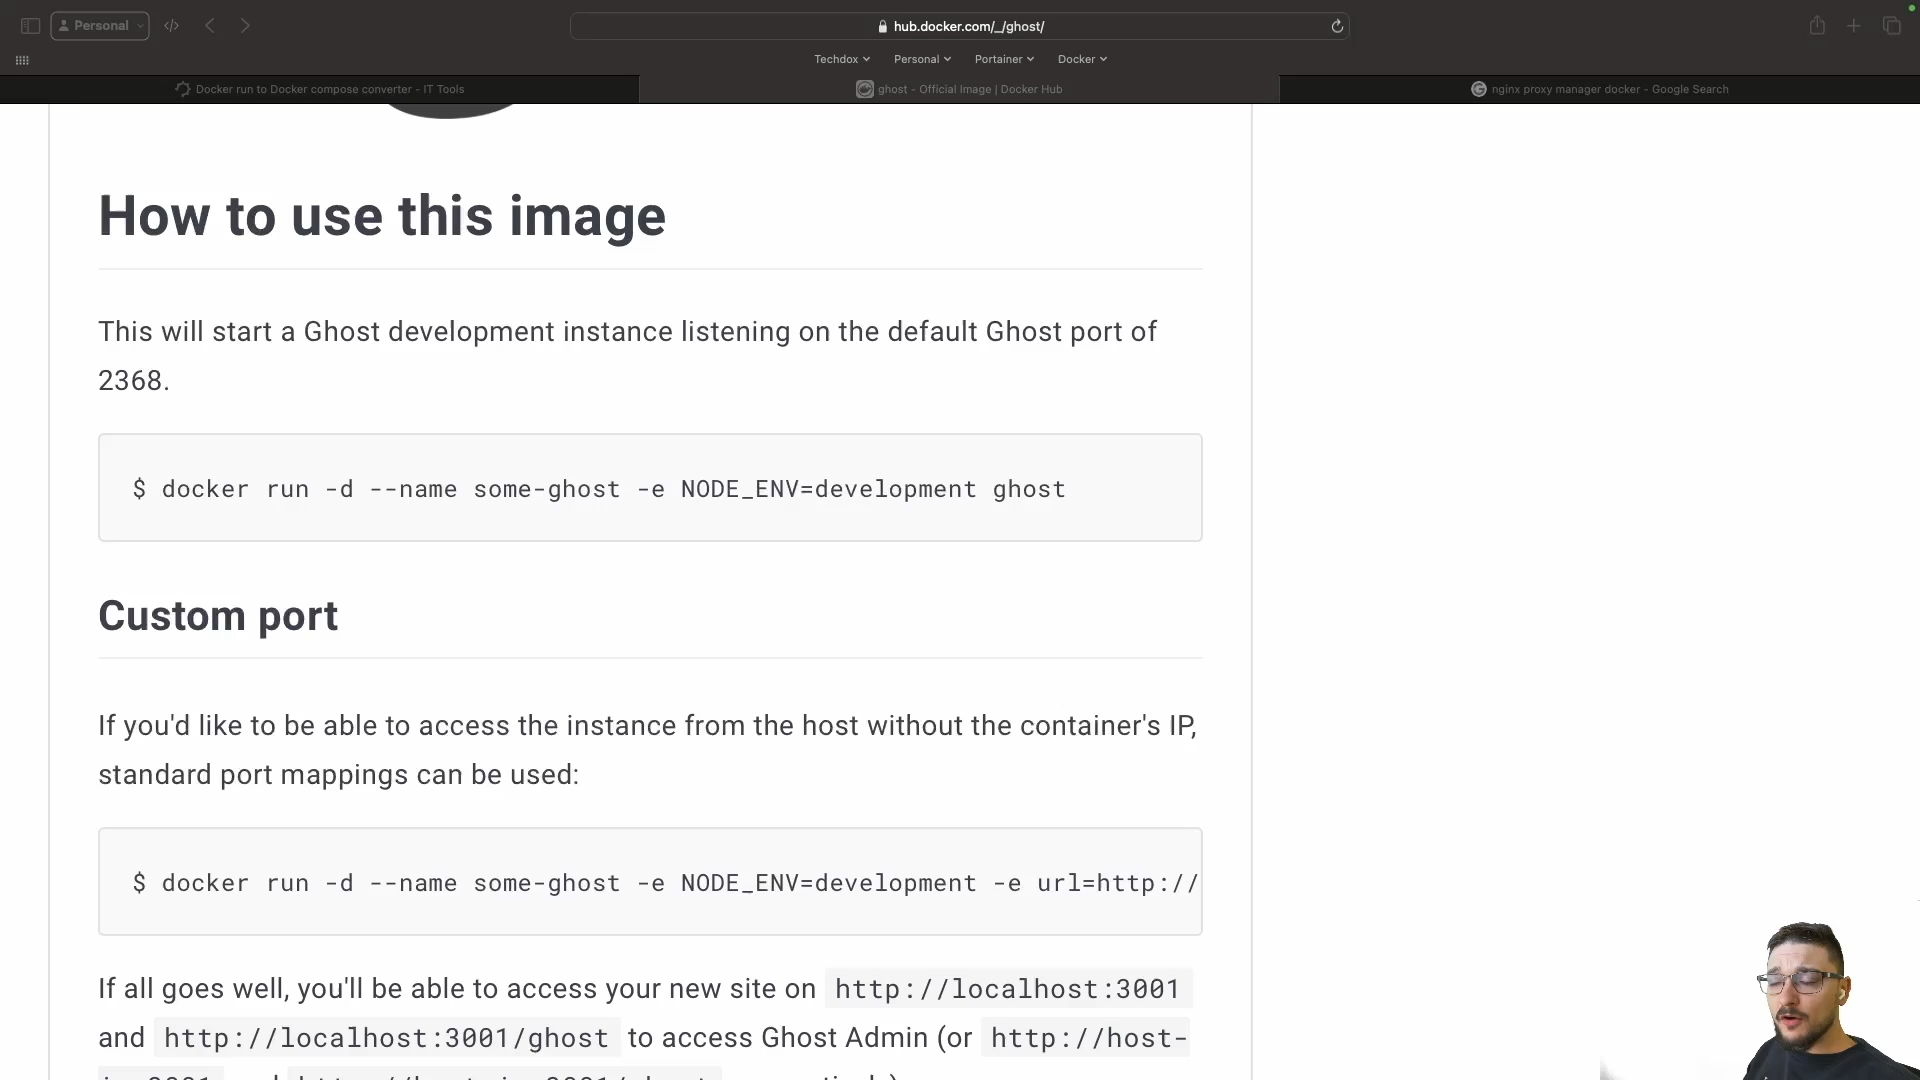 Personal
hub.docker.com/_/ghost/
Techdox
Personal
Portainer
Docker
Docker run to Docker compose converter - IT Tools
ghost - Official Image | Docker Hub
nginx proxy manager docker - Google Search
How to use this image
This will start a Ghost development instance listening on the default Ghost port of
2368.
$ docker run -d --name some-ghost -e NODE_ENV=development ghost
Custom port
If you'd like to be able to access the instance from the host without the container's IP,
standard port mappings can be used:
$ docker run -d --name some-ghost -e NODE_ENV=development -e url=http://
If all goes well, you'll be able to access your new site on http://localhost:3001
and http://localhost:3001/ghost to access Ghost Admin (or http://host-